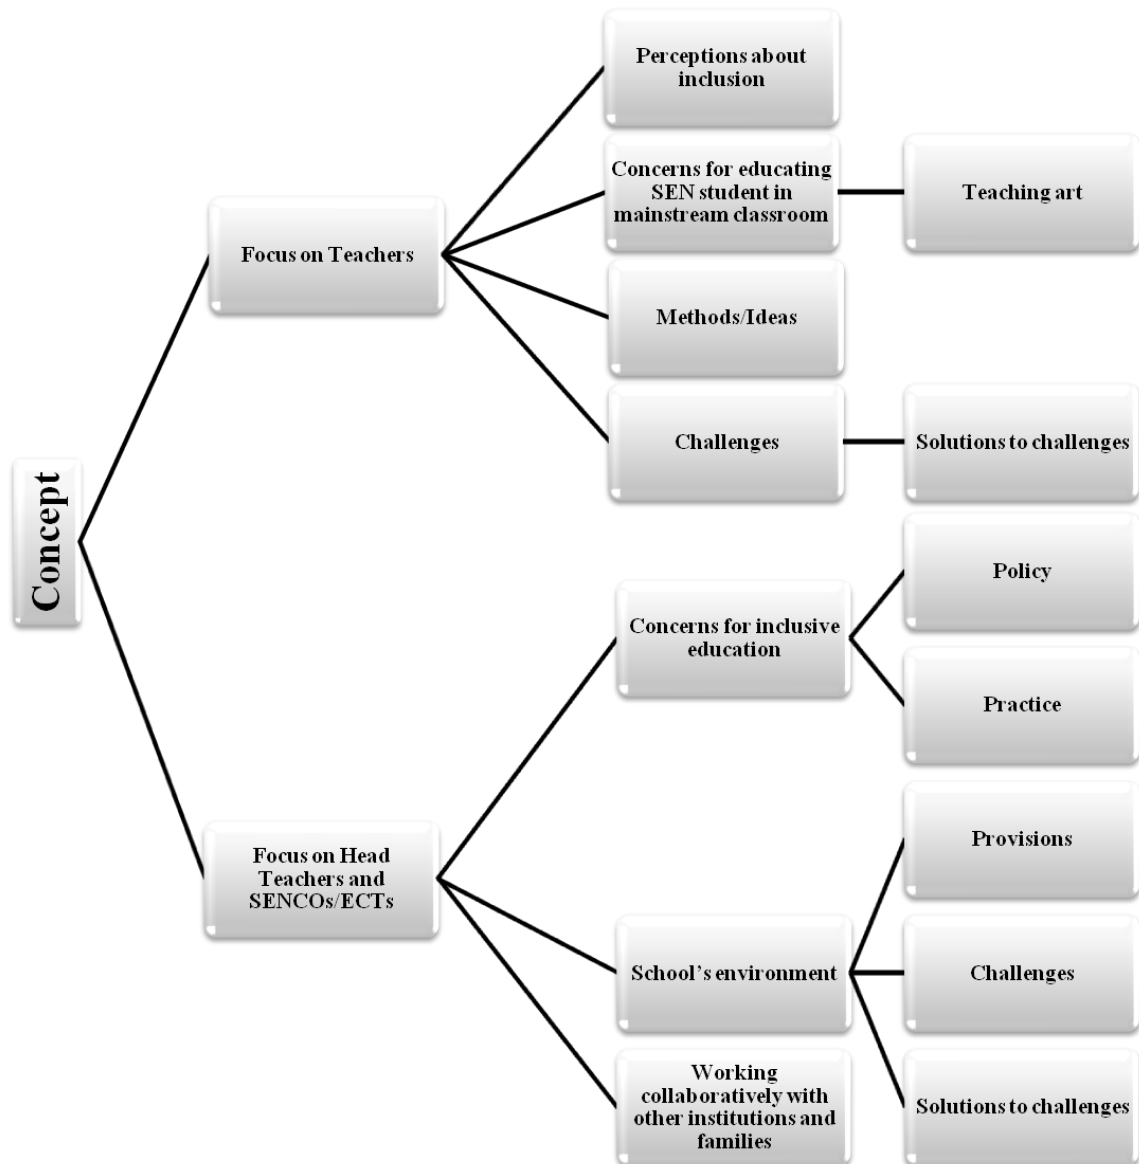 Concept
Focus on Teachers
Perceptions about
inclusion
Concerns for educating
SEN student in
mainstream classroom
Teaching art
Methods/Ideas
Challenges
Solutions to challenges
Focus on Head
Teachers and
SENCOs/ECTs
Concerns for inclusive
education
Policy
Practice
School’s environment
Provisions
Challenges
Solutions to challenges
Working
collaboratively with
other institutions and
families